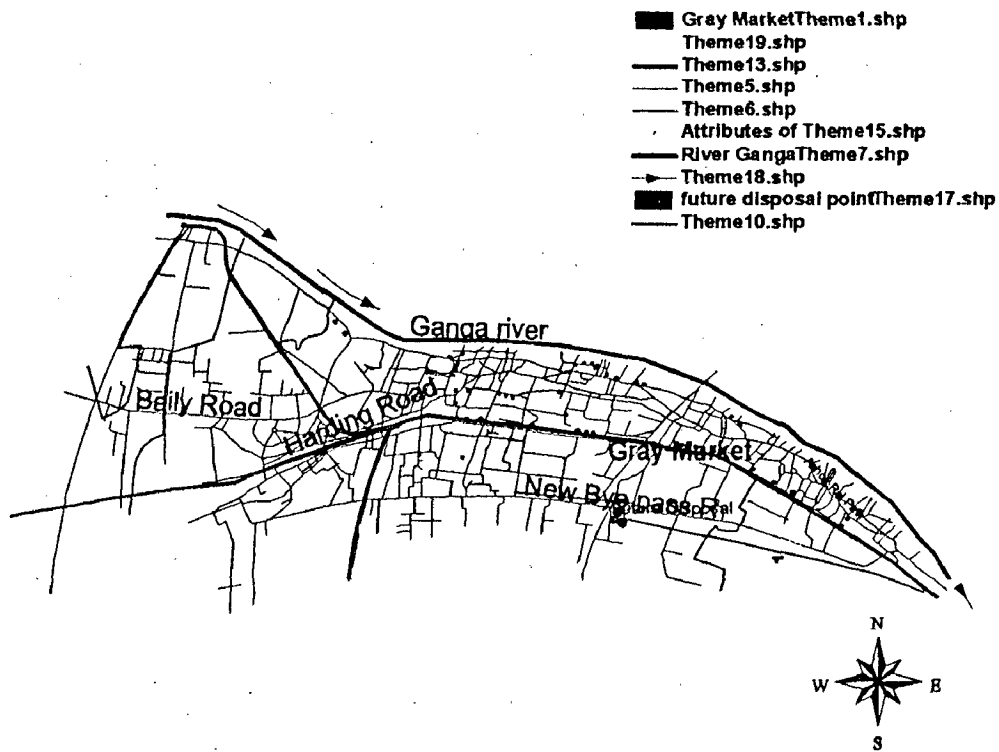 Gray MarketTheme1.shp
Theme19.shp
Theme13.shp
Theme5.shp
Theme6.shp
Attributes of Theme15.shp
River GangaTheme7.shp
Theme18.shp
future disposal pointTheme17.shp
Theme10.shp
Ganga river
Baily Road
Harding Road
Gray Market
New Bye pass Rd
N
W
E
S